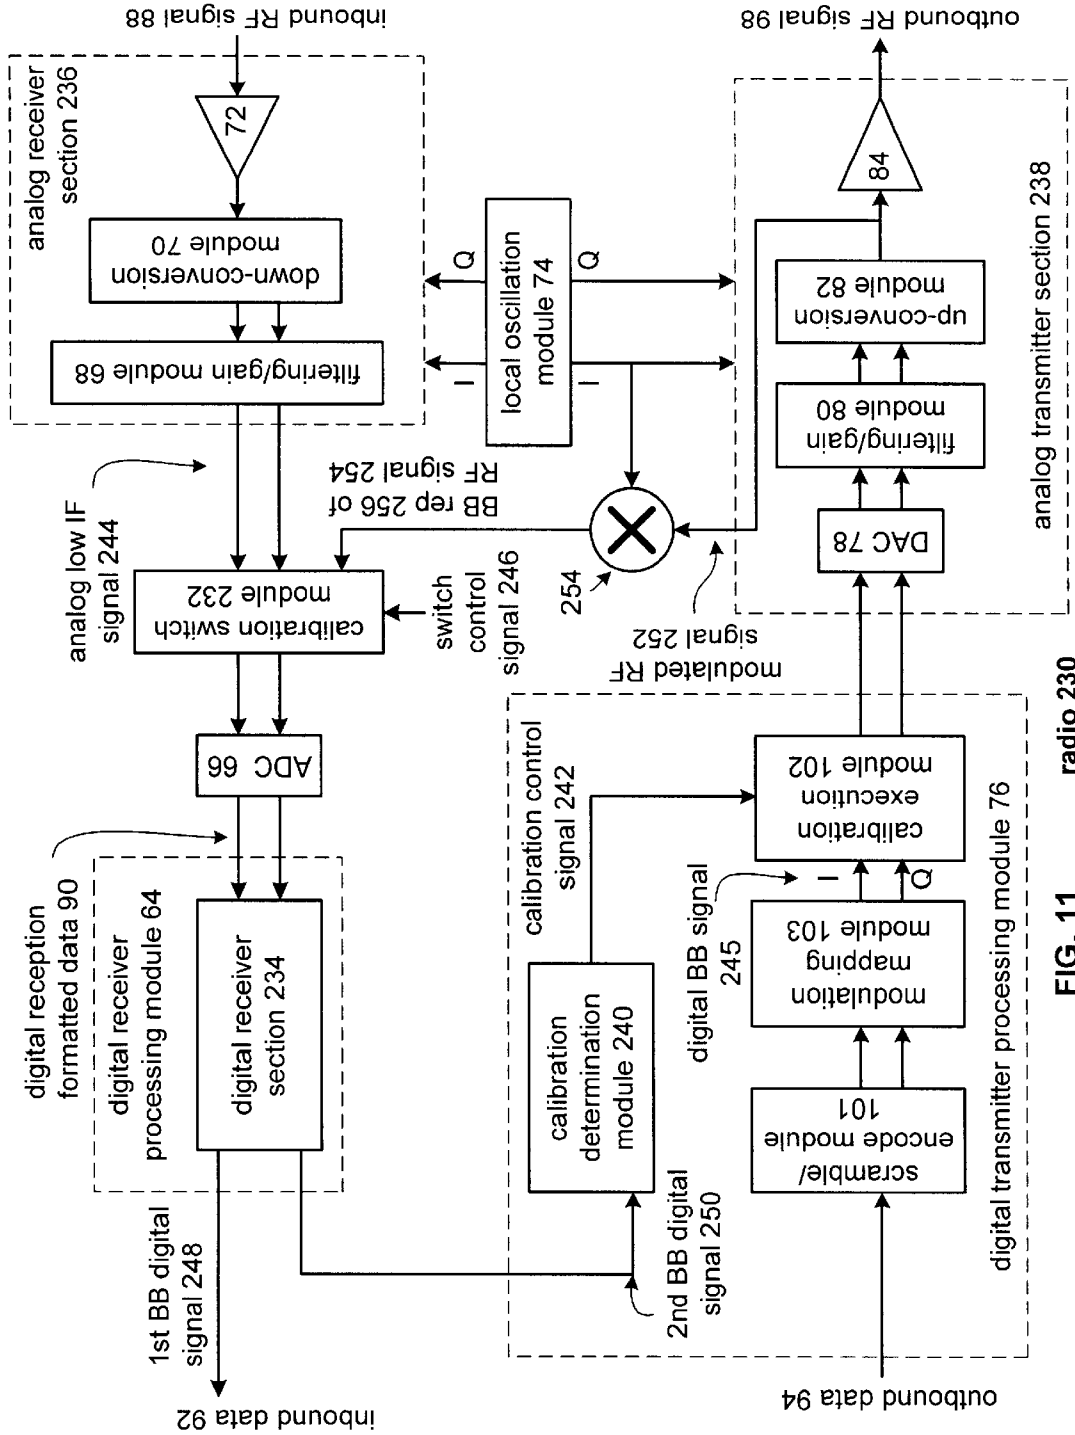 inbound RF
signal 88
analog receiver
section 236
72
down-conversion
module 70
filtering/gain module 68
analog low IF
signal 244
calibration switch
module 232
switch
control
signal 246
ADC 66
digital reception
formatted data 90
digital receiver
processing module 64
digital receiver
section 234
1st BB digital
signal 248
inbound data 92
local oscillation
module 74
I
Q
I
Q
BB rep 256 of
RF signal 254
254
modulated RF
signal 252
outbound RF
signal 98
84
up-conversion
module 82
filtering/gain
module 80
DAC 78
analog transmitter section 238
calibration control
signal 242
calibration
determination
module 240
2nd BB digital
signal 250
digital BB signal
245
calibration
execution
module 102
I
Q
modulation
mapping
module 103
scramble/
encode module
101
outbound data 94
digital transmitter processing module 76
FIG. 11
radio 230